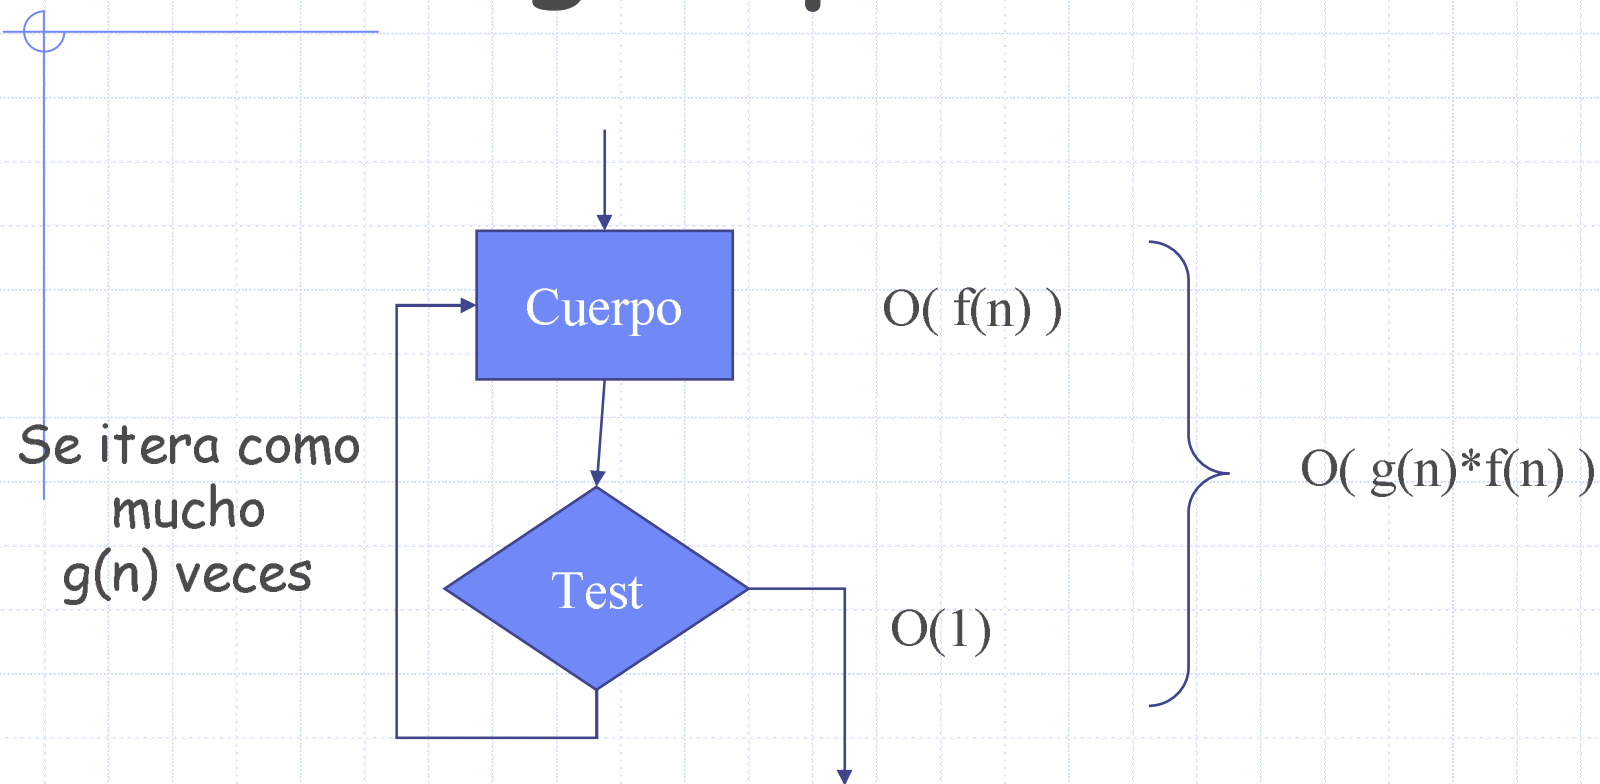 Cuerpo
O( f(n) )
Se itera como
mucho
g(n) veces
O( g(n)*f(n) )
Test
O(1)